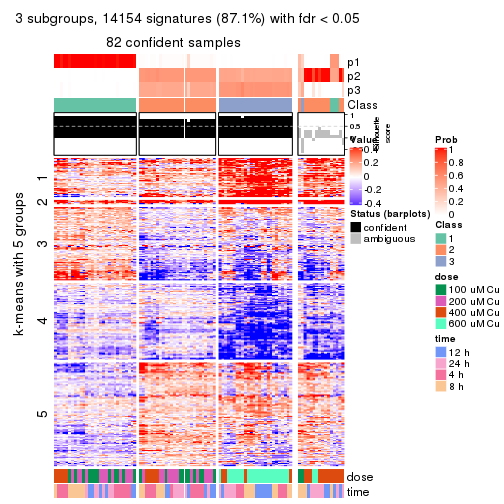 3 subgroups, 14154 signatures (87.1%) with fdr < 0.05
82 confident samples
p1
p2
p3
Class
1
0.5
0
Silhouette
score
k-means with 5 groups
1
2
3
4
5
dose
time
Value
0.4
0.2
0
-0.2
-0.4
Status (barplots)
confident
ambiguous
Prob
1
0.8
0.6
0.4
0.2
0
Class
1
2
3
dose
100 uM Cu
200 uM Cu
400 uM Cu
600 uM Cu
time
12 h
24 h
4 h
8 h